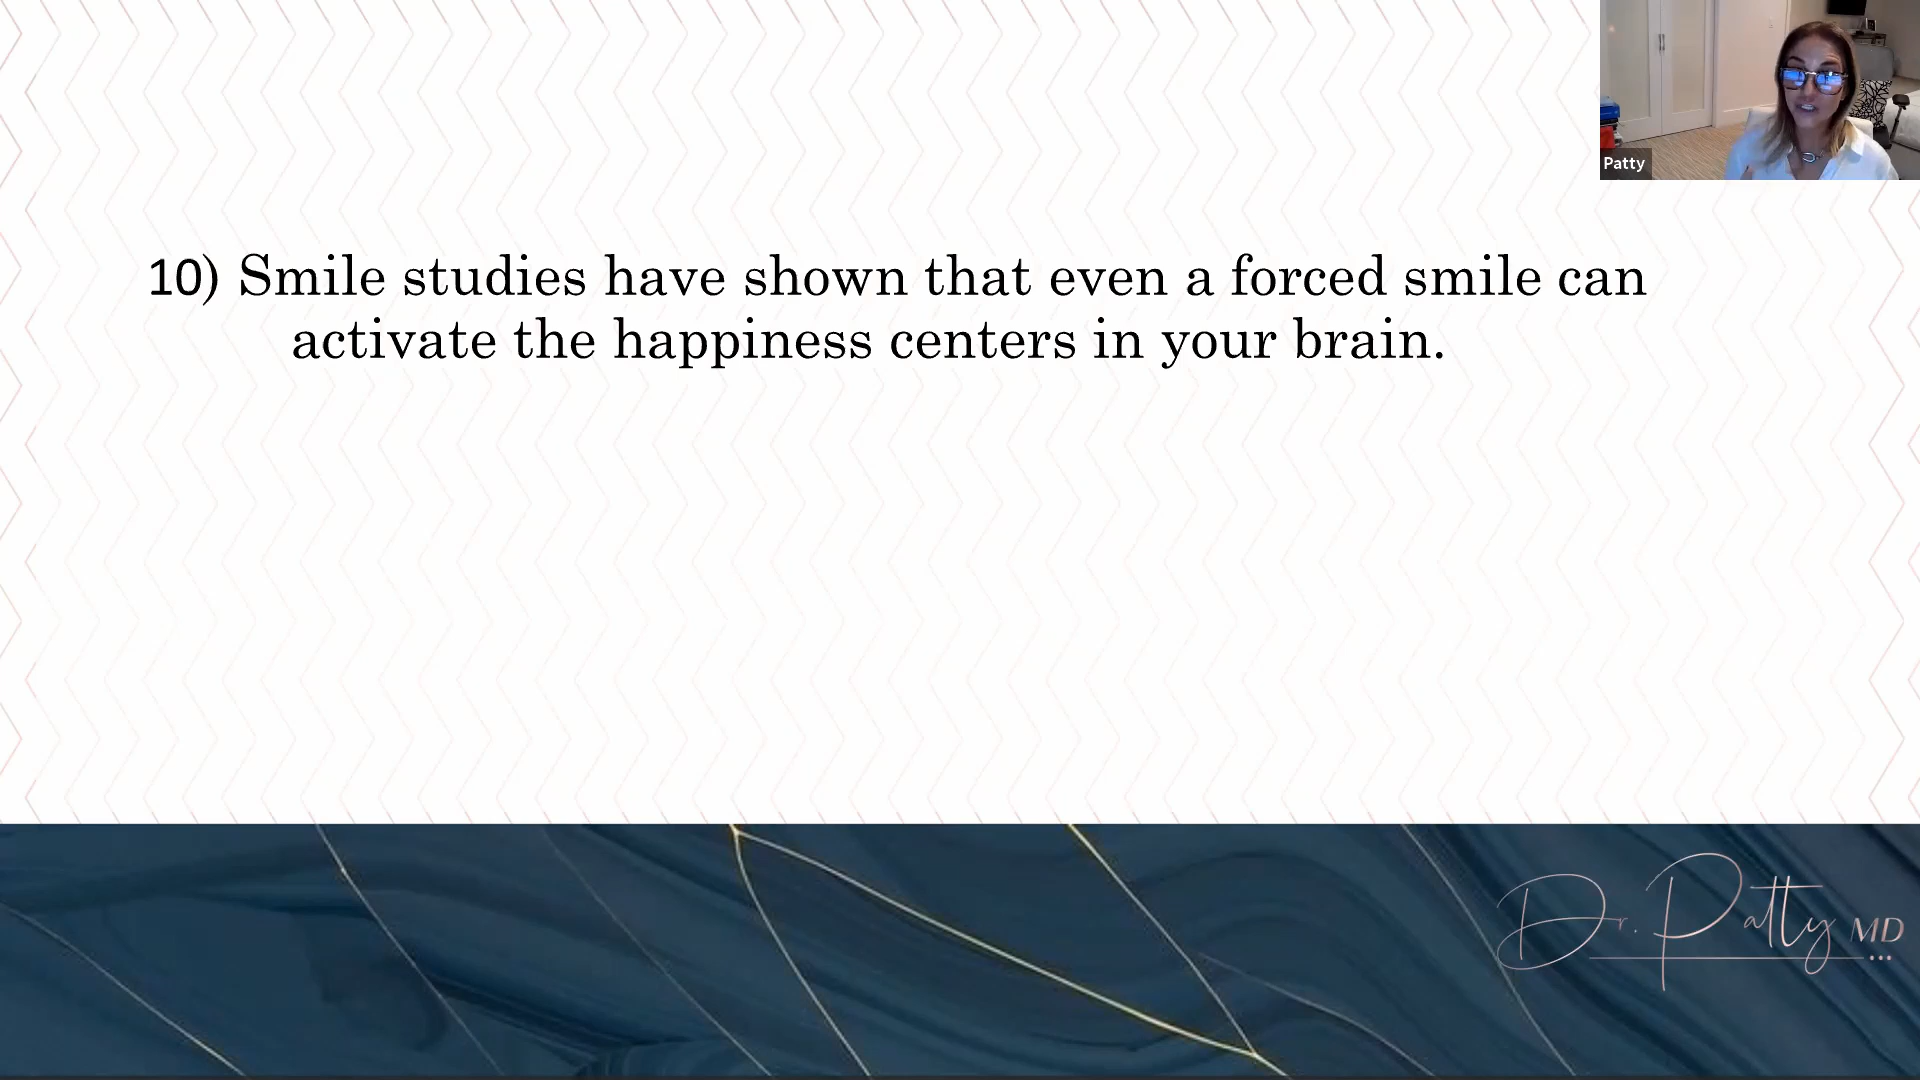 Patty
10) Smile studies have shown that even a forced smile can
activate the happiness centers in your brain.
Dr. Patty MD